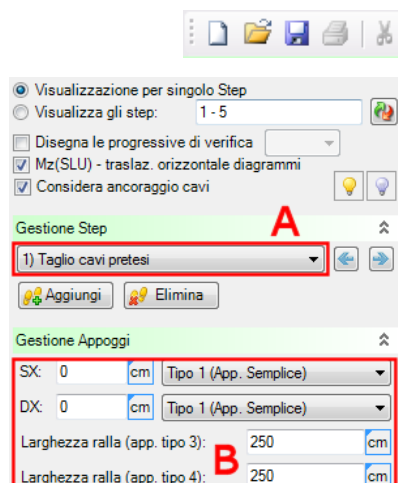 Visualizzazione per singolo Step
Visualizza gli step: 1 - 5
Disegna le progressive di verifica
Mz(SLU) - traslaz. orizzontale diagrammi
Considera ancoraggio cavi
Gestione Step A
1) Taglio cavi pretesi
Aggiungi Elimina
Gestione Appoggi
SX: 0 cm Tipo 1 (App. Semplice)
DX: 0 cm Tipo 1 (App. Semplice)
Larghezza ralla (app. tipo 3): 250 cm
B
Larghezza ralla (app. tipo 4): 250 cm